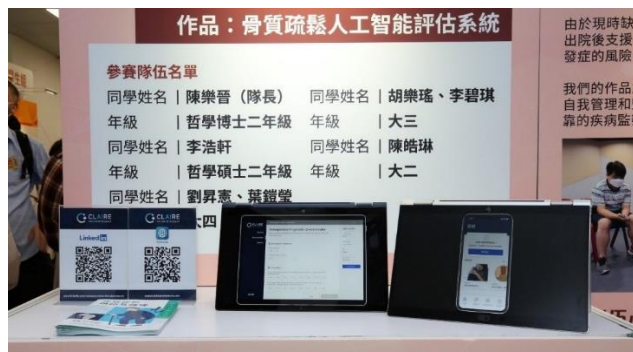 作品：骨質疏鬆人工智能評估系統
參賽隊伍名單
同學姓名 | 陳樂晉（隊長） 同學姓名 | 胡樂瑤、李碧琪
年級 | 哲學博士二年級 年級 | 大三
同學姓名 | 李浩軒 同學姓名 | 陳皓琳
年級 | 哲學碩士二年級 年級 | 大二
同學姓名 | 劉昇憲、葉鎧瑩
大四
由於現時缺
出院後支援
發症的風險
我們的作品
自我管理和
靠的疾病監
CLAIRE
LinkedIn
CLAIRE